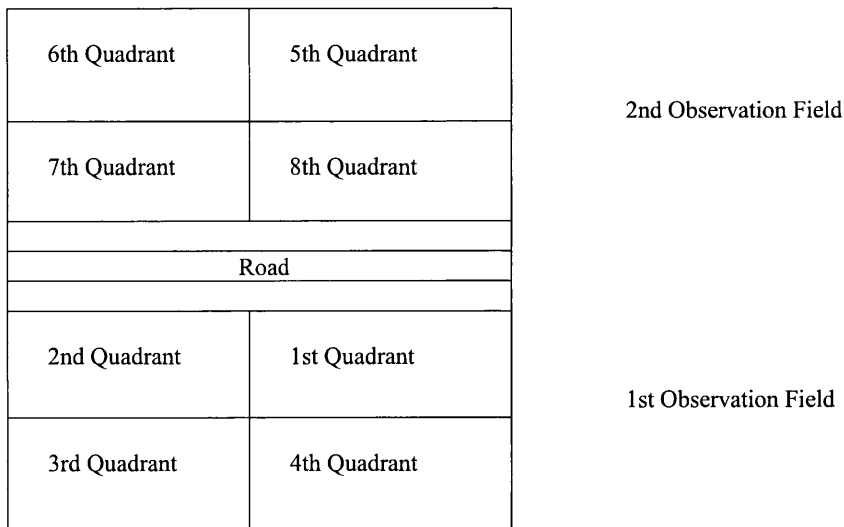 6th Quadrant 5th Quadrant
2nd Observation Field
7th Quadrant 8th Quadrant
Road
2nd Quadrant 1st Quadrant
1st Observation Field
3rd Quadrant 4th Quadrant